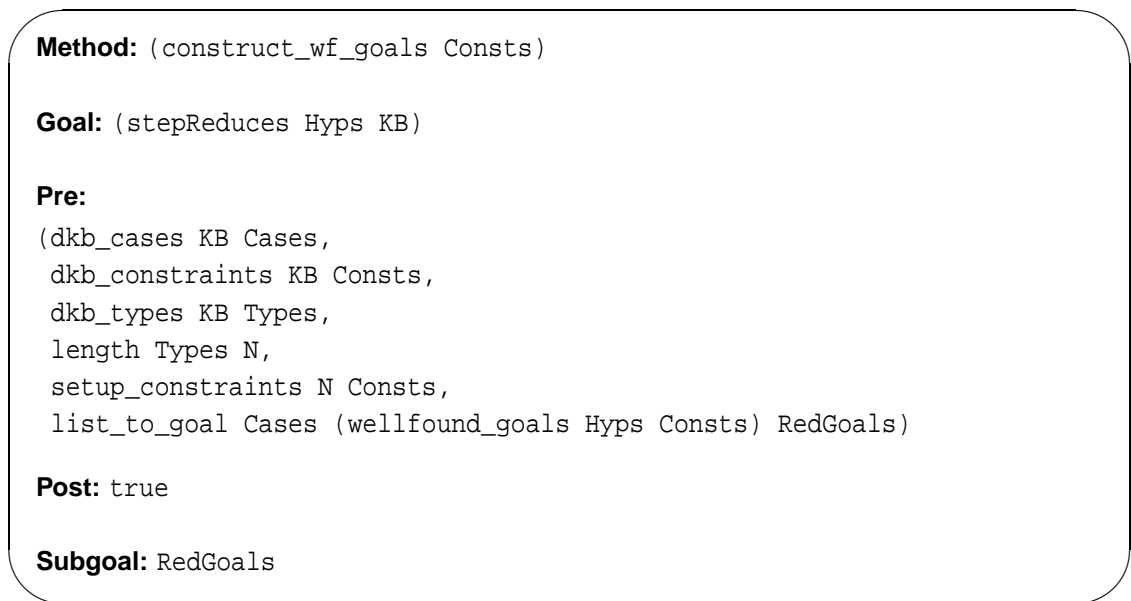 Method: (construct_wf_goals Consts)
Goal: (stepReduces Hyps KB)
Pre:
(dkb_cases KB Cases,
dkb_constraints KB Consts,
dkb_types KB Types,
length Types N,
setup_constraints N Consts,
list_to_goal Cases (wellfound_goals Hyps Consts) RedGoals)
Post: true
Subgoal: RedGoals